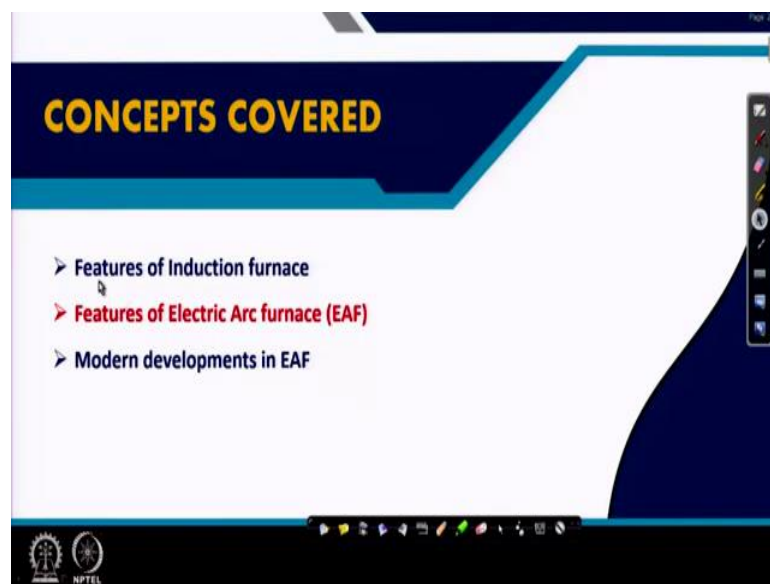 CONCEPTS COVERED
➤ Features of Induction furnace
➤ Features of Electric Arc furnace (EAF)
➤ Modern developments in EAF
NPTEL